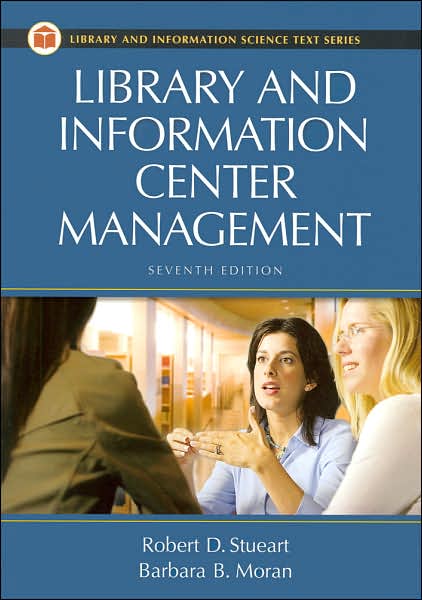 LIBRARY AND INFORMATION SCIENCE TEXT SERIES
LIBRARY AND
INFORMATION
CENTER
MANAGEMENT
SEVENTH EDITION
Robert D. Stueart
Barbara B. Moran